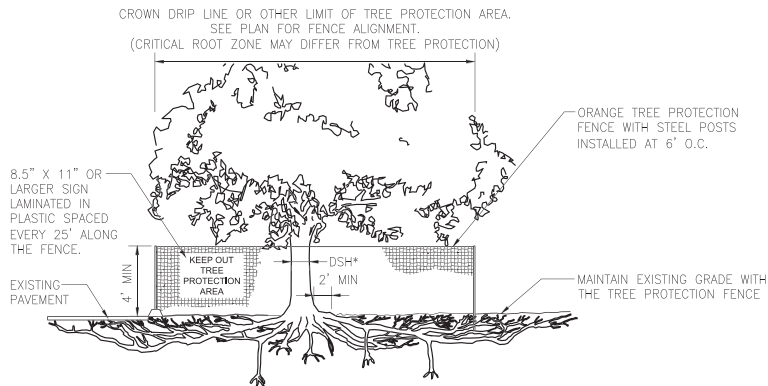 CROWN DRIP LINE OR OTHER LIMIT OF TREE PROTECTION AREA.
SEE PLAN FOR FENCE ALIGNMENT.
(CRITICAL ROOT ZONE MAY DIFFER FROM TREE PROTECTION)
ORANGE TREE PROTECTION
FENCE WITH STEEL POSTS
INSTALLED AT 6' O.C.
8.5" X 11" OR
LARGER SIGN
LAMINATED IN
PLASTIC SPACED
EVERY 25' ALONG
THE FENCE.
KEEP OUT
TREE
PROTECTION
AREA
DSH*
4' MIN
2' MIN
EXISTING
PAVEMENT
MAINTAIN EXISTING GRADE WITH
THE TREE PROTECTION FENCE